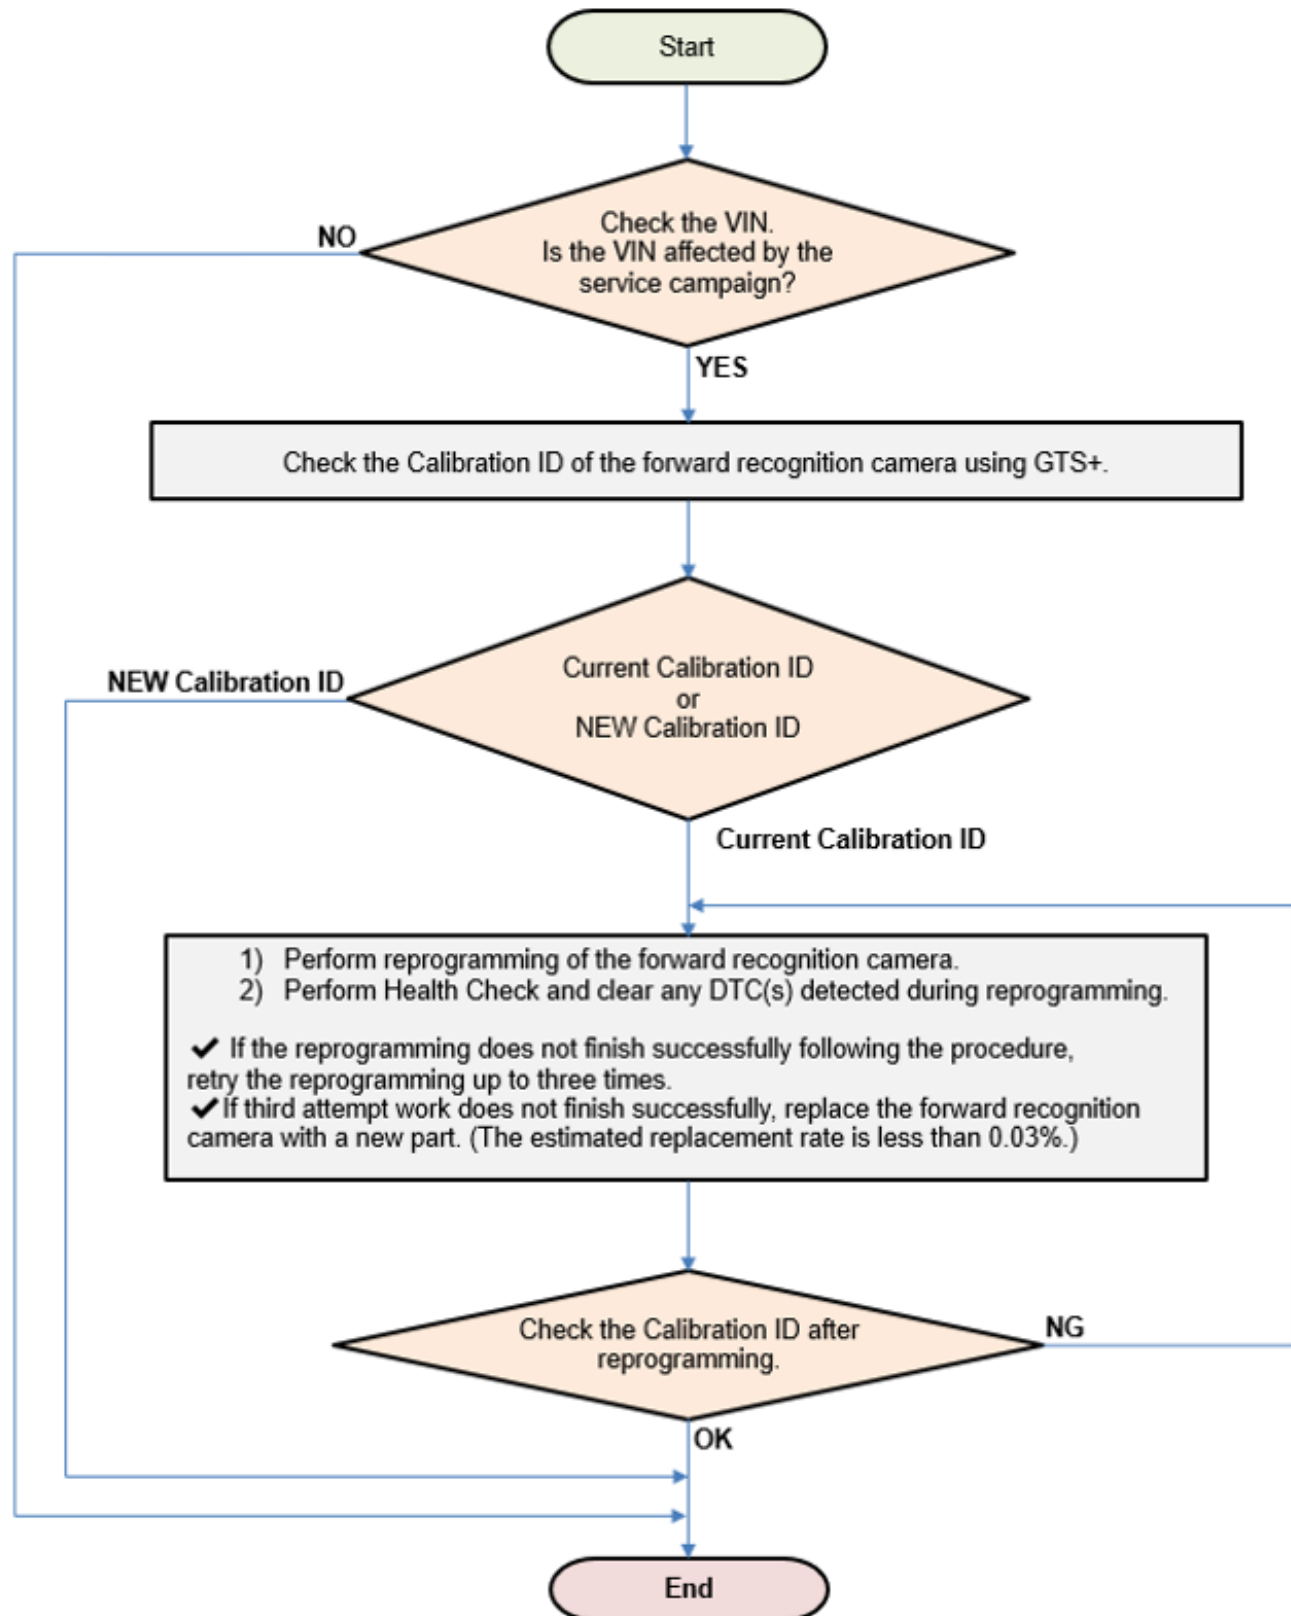 Start
Check the VIN.
NO
Is the VIN affected by the
service campaign?
YES
Check the Calibration ID of the forward recognition camera using GTS+.
Current Calibration ID
NEW Calibration ID
or
NEW Calibration ID
Current Calibration ID
1) Perform reprogramming of the forward recognition camera.
2) Perform Health Check and clear any DTC(s) detected during reprogramming.
✔ If the reprogramming does not finish successfully following the procedure,
retry the reprogramming up to three times.
✔ If third attempt work does not finish successfully, replace the forward recognition
camera with a new part. (The estimated replacement rate is less than 0.03%.)
Check the Calibration ID after
NG
reprogramming.
OK
End